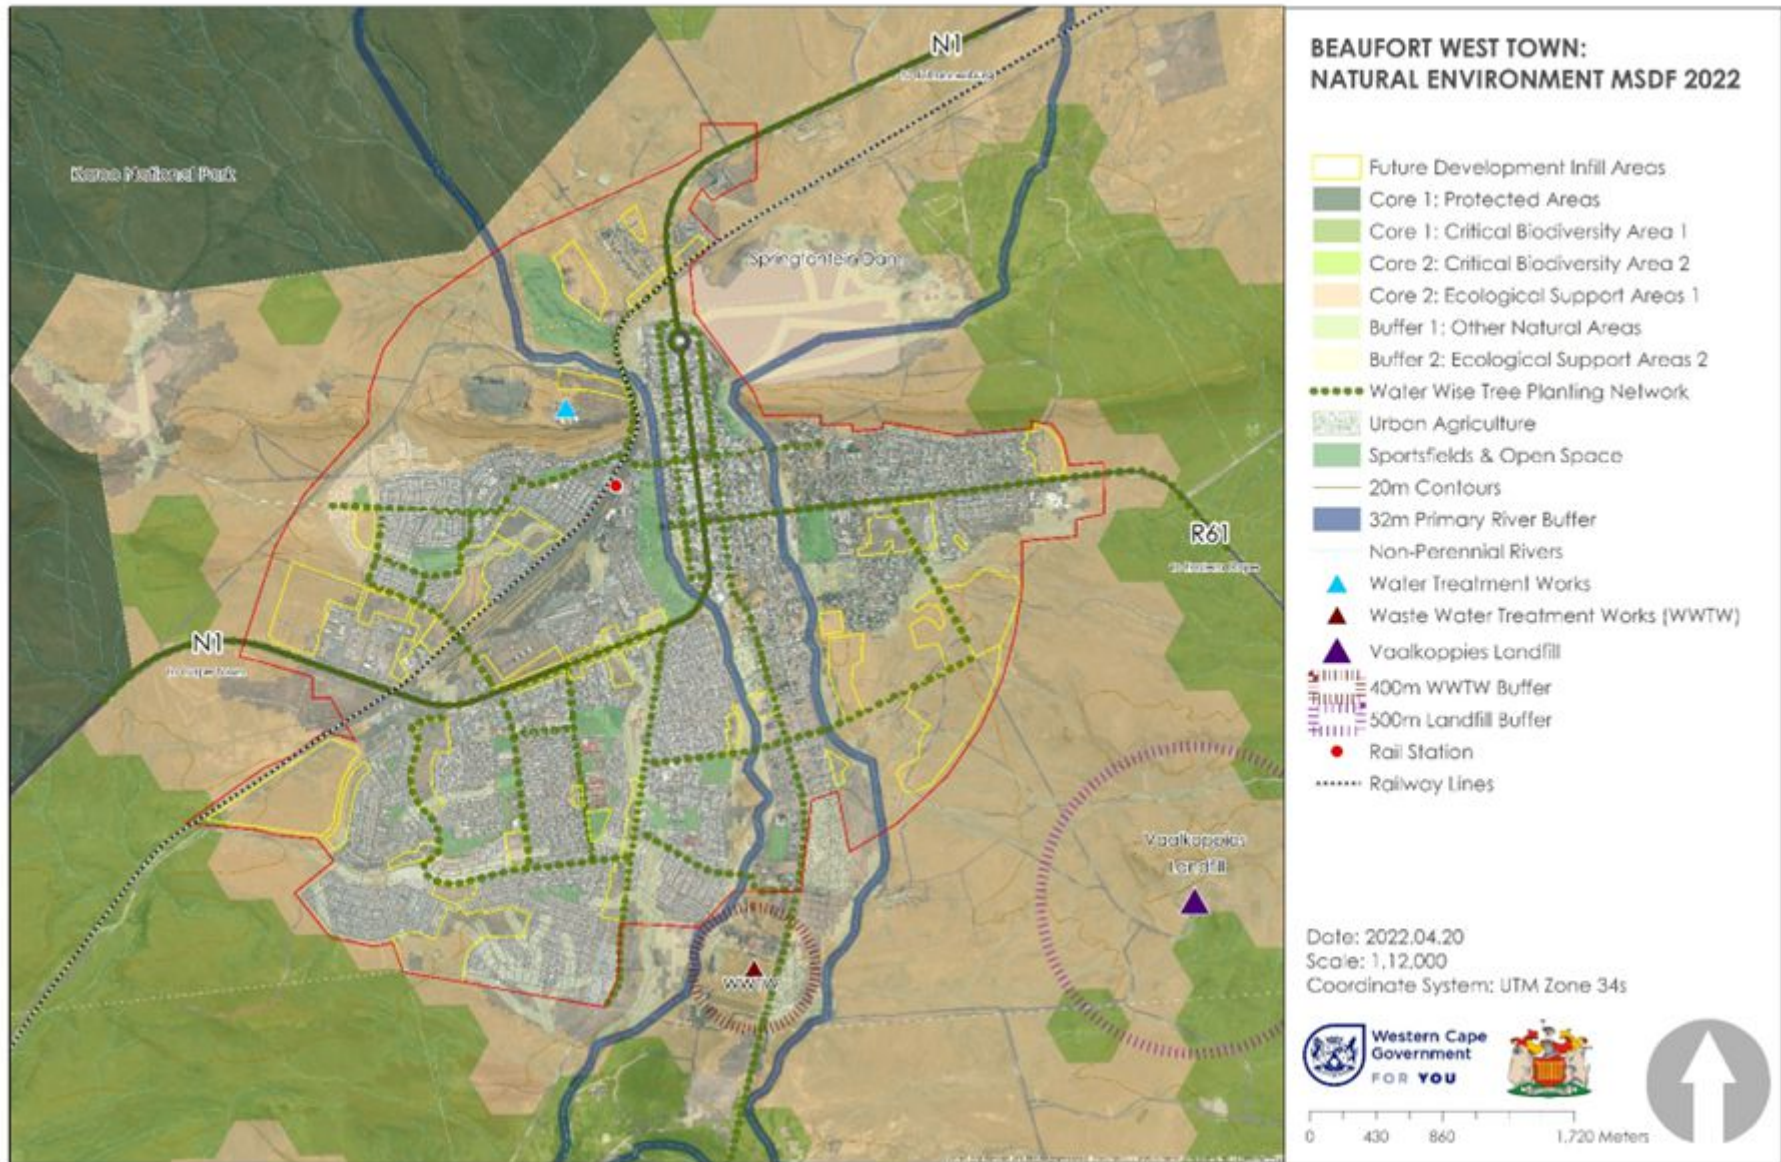 BEAUFORT WEST TOWN:
NATURAL ENVIRONMENT MSDF 2022
Future Development Infill Areas
Core 1: Protected Areas
Core 1: Critical Biodiversity Area 1
Core 2: Critical Biodiversity Area 2
Core 2: Ecological Support Areas 1
Buffer 1: Other Natural Areas
Buffer 2: Ecological Support Areas 2
Water Wise Tree Planting Network
Urban Agriculture
Sportsfields & Open Space
20m Contours
32m Primary River Buffer
Non-Perennial Rivers
Water Treatment Works
Waste Water Treatment Works (WWTW)
Vaalkoppies Landfill
400m WWTW Buffer
500m Landfill Buffer
Rail Station
Railway Lines
Date: 2022.04.20
Scale: 1,12,000
Coordinate System: UTM Zone 34s
Western Cape
Government
FOR YOU
0 430 860 1,720 Meters
N1
Karoo National Park
Springfontein Dam
R61
N1
Vaalkoppies
Landfill
WWTW